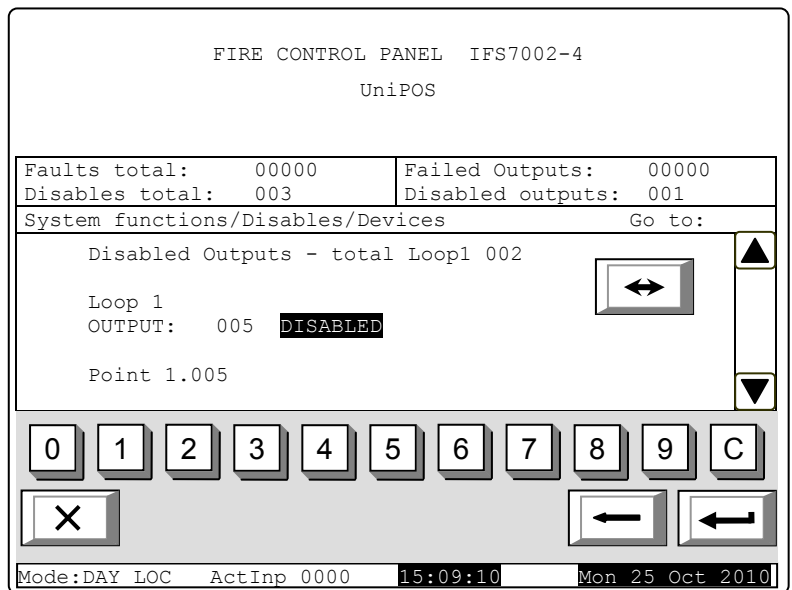 FIRE CONTROL PANEL IFS7002-4
UniPOS
Faults total: 00000 Failed Outputs: 00000
Disables total: 003 Disabled outputs: 001
System functions/Disables/Devices Go to:
Disabled Outputs - total Loop1 002
Loop 1
OUTPUT: 005 DISABLED
Point 1.005
0 1 2 3 4 5 6 7 8 9 C
Mode:DAY LOC ActInp 0000 15:09:10 Mon 25 Oct 2010